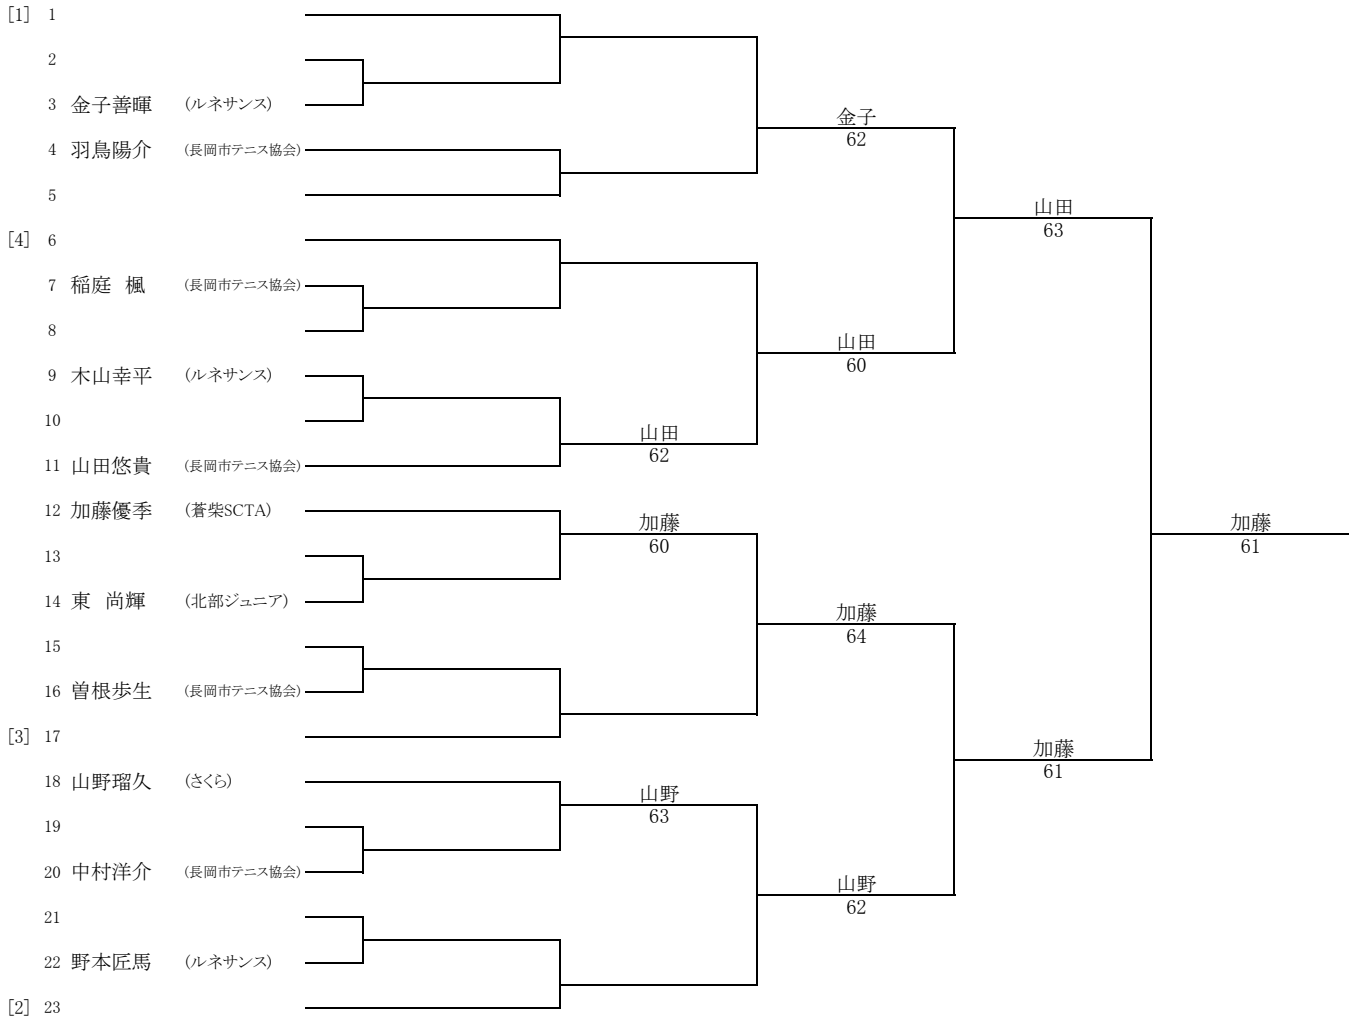 [1] 1
2
3 金子善暉 (ルネサンス)
金子
62
4 羽鳥陽介 (長岡市テニス協会)
5
山田
63
[4] 6
7 稲庭 楓 (長岡市テニス協会)
8
山田
60
9 木山幸平 (ルネサンス)
10
山田
62
11 山田悠貴 (長岡市テニス協会)
12 加藤優季 (蒼柴SCTA)
加藤
60
加藤
61
13
14 東 尚輝 (北部ジュニア)
加藤
64
15
16 曽根歩生 (長岡市テニス協会)
[3] 17
加藤
61
18 山野瑠久 (さくら)
山野
63
19
20 中村洋介 (長岡市テニス協会)
山野
62
21
22 野本匠馬 (ルネサンス)
[2] 23